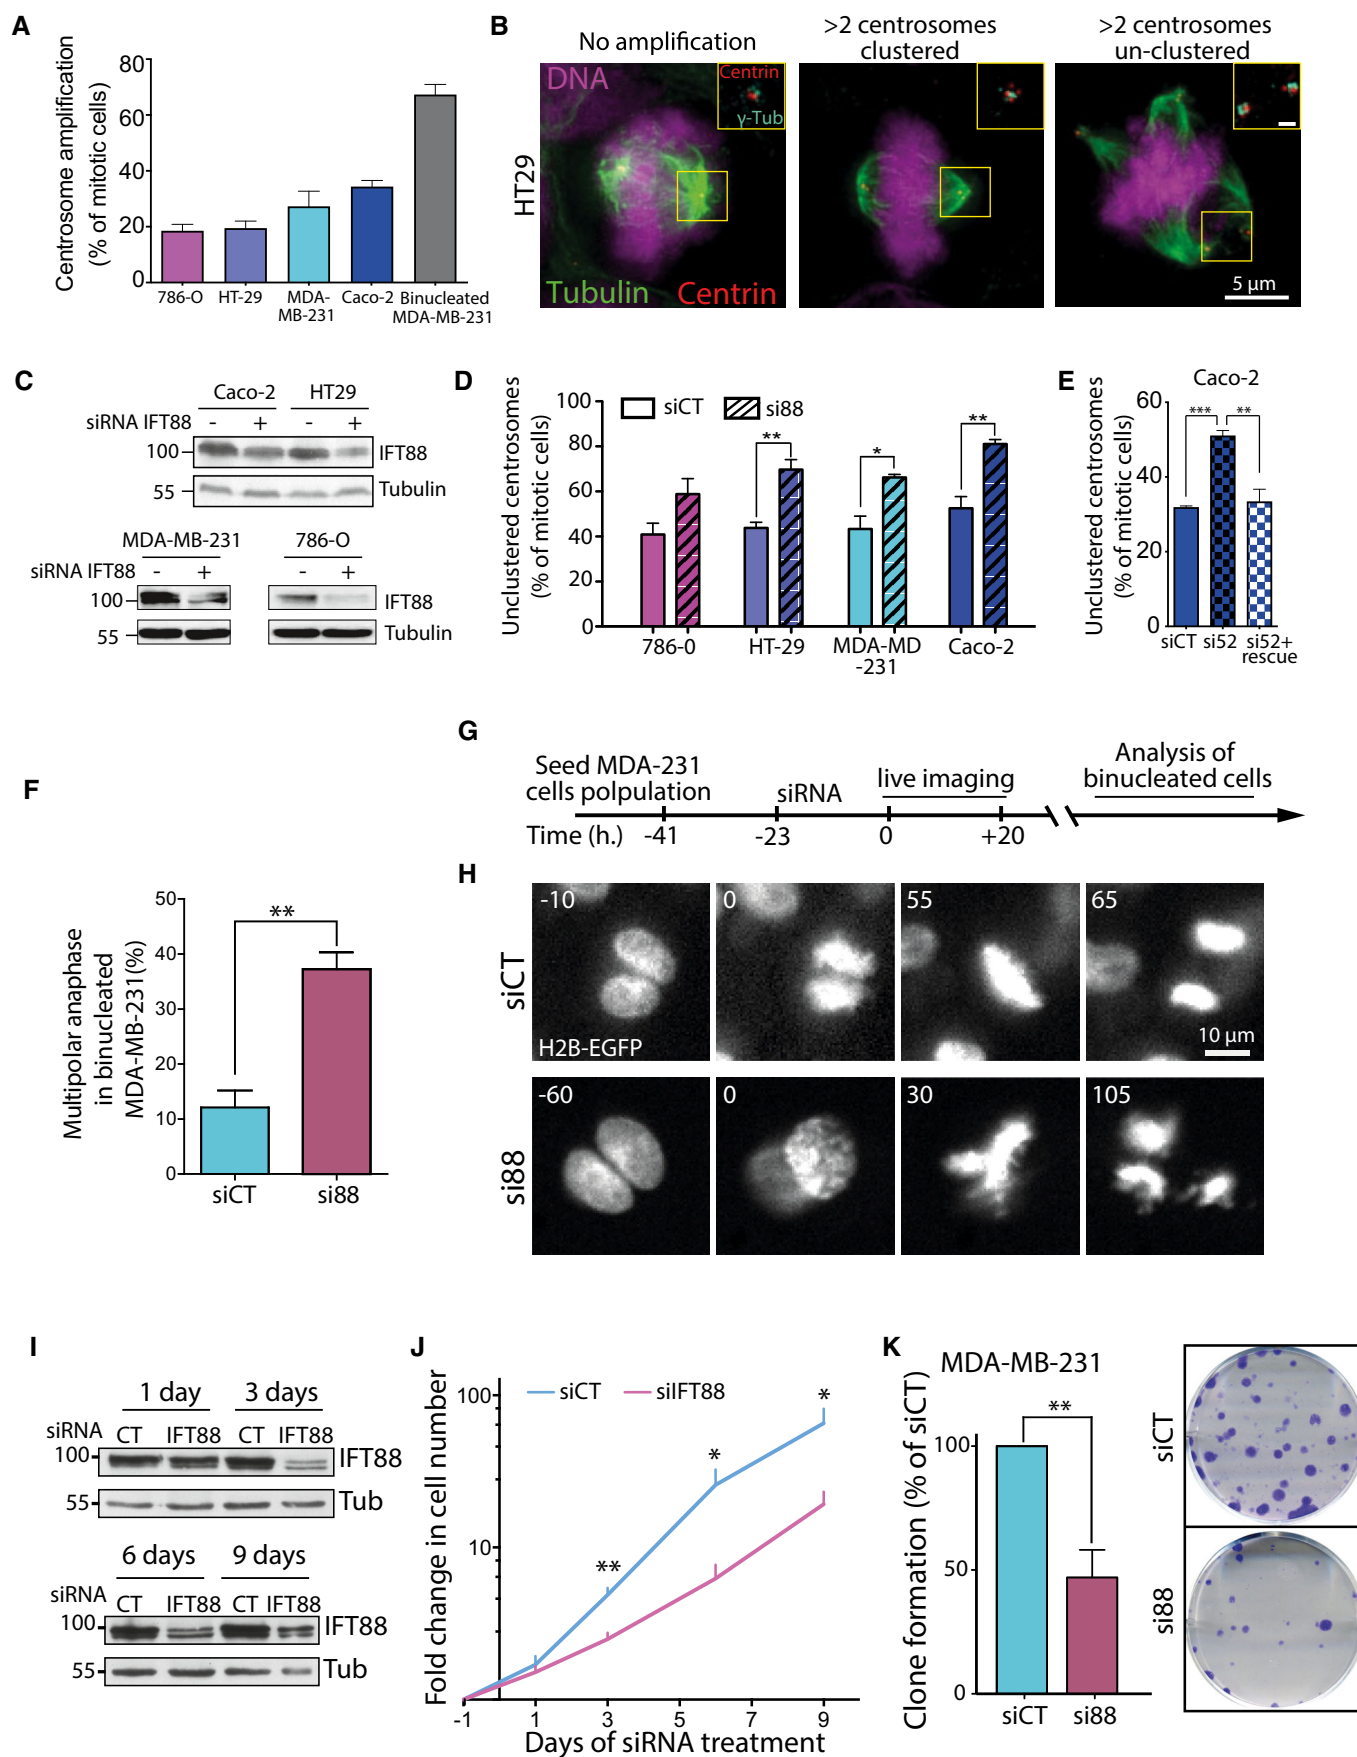 A
Centrosome amplification
(% of mitotic cells)
80
60
40
20
0
786-O
HT-29
MDA-
MB-231
Caco-2
Binucleated
MDA-MB-231
B
No amplification
>2 centrosomes
clustered
>2 centrosomes
un-clustered
HT29
DNA
Centrin
γ-Tub
Tubulin
Centrin
5 µm
C
Caco-2
HT29
siRNA IFT88
-
+
-
+
100
IFT88
55
Tubulin
MDA-MB-231
786-O
siRNA IFT88
-
+
-
+
100
IFT88
55
Tubulin
D
Unclustered centrosomes
(% of mitotic cells)
100
80
60
40
20
0
siCT
si88
**
*
**
786-0
HT-29
MDA-MD
-231
Caco-2
E
Caco-2
Unclustered centrosomes
(% of mitotic cells)
60
40
20
0
***
**
siCT
si52
si52+
rescue
F
Multipolar anaphase
in binucleated
MDA-MB-231(%)
50
40
30
20
10
0
**
siCT
si88
G
Seed MDA-231
cells polpulation
siRNA
live imaging
Analysis of
binucleated cells
Time (h.)
-41
-23
0
+20
H
siCT
-10
0
55
65
H2B-EGFP
10 µm
si88
-60
0
30
105
I
1 day
3 days
siRNA
CT
IFT88
CT
IFT88
100
IFT88
55
Tub
6 days
9 days
siRNA
CT
IFT88
CT
IFT88
100
IFT88
55
Tub
J
Fold change in cell number
100
10
siCT
siIFT88
**
*
*
-1
1
3
5
7
9
Days of siRNA treatment
K
MDA-MB-231
Clone formation (% of siCT)
100
50
0
**
siCT
si88
siCT
si88